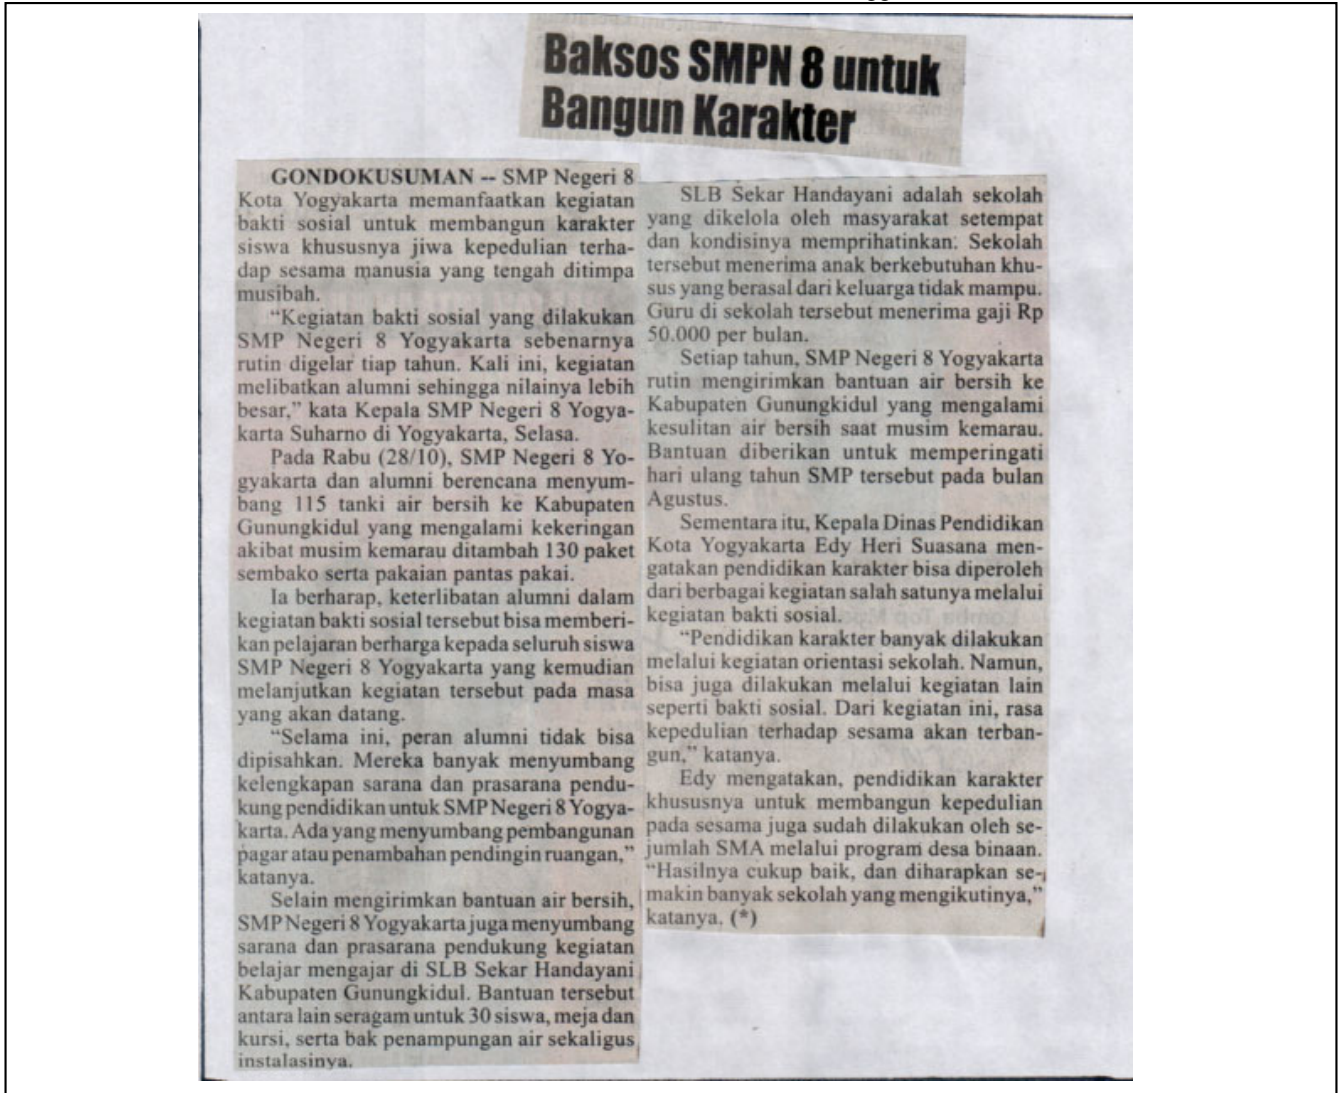 Baksos SMPN 8 untuk
Bangun Karakter
GONDOKUSUMAN -- SMP Negeri 8
Kota Yogyakarta memanfaatkan kegiatan
bakti sosial untuk membangun karakter
siswa khususnya jiwa kepedulian terha-
dap sesama manusia yang tengah ditimpa
musibah.
“Kegiatan bakti sosial yang dilakukan
SMP Negeri 8 Yogyakarta sebenarnya
rutin digelar tiap tahun. Kali ini, kegiatan
melibatkan alumni sehingga nilainya lebih
besar,” kata Kepala SMP Negeri 8 Yogya-
karta Suharno di Yogyakarta, Selasa.
Pada Rabu (28/10), SMP Negeri 8 Yo-
gyakarta dan alumni berencana menyum-
bang 115 tanki air bersih ke Kabupaten
Gunungkidul yang mengalami kekeringan
akibat musim kemarau ditambah 130 paket
sembako serta pakaian pantas pakai.
Ia berharap, keterlibatan alumni dalam
kegiatan bakti sosial tersebut bisa memberi-
kan pelajaran berharga kepada seluruh siswa
SMP Negeri 8 Yogyakarta yang kemudian
melanjutkan kegiatan tersebut pada masa
yang akan datang.
“Selama ini, peran alumni tidak bisa
dipisahkan. Mereka banyak menyumbang
kelengkapan sarana dan prasarana pendu-
kung pendidikan untuk SMP Negeri 8 Yogya-
karta. Ada yang menyumbang pembangunan
pagar atau penambahan pendingin ruangan,”
katanya.
Selain mengirimkan bantuan air bersih,
SMP Negeri 8 Yogyakarta juga menyumbang
sarana dan prasarana pendukung kegiatan
belajar mengajar di SLB Sekar Handayani
Kabupaten Gunungkidul. Bantuan tersebut
antara lain seragam untuk 30 siswa, meja dan
kursi, serta bak penampungan air sekaligus
instalasinya.
SLB Sekar Handayani adalah sekolah
yang dikelola oleh masyarakat setempat
dan kondisinya memprihatinkan. Sekolah
tersebut menerima anak berkebutuhan khu-
sus yang berasal dari keluarga tidak mampu.
Guru di sekolah tersebut menerima gaji Rp
50.000 per bulan.
Setiap tahun, SMP Negeri 8 Yogyakarta
rutin mengirimkan bantuan air bersih ke
Kabupaten Gunungkidul yang mengalami
kesulitan air bersih saat musim kemarau.
Bantuan diberikan untuk memperingati
hari ulang tahun SMP tersebut pada bulan
Agustus.
Sementara itu, Kepala Dinas Pendidikan
Kota Yogyakarta Edy Heri Suasana men-
gatakan pendidikan karakter bisa diperoleh
dari berbagai kegiatan salah satunya melalui
kegiatan bakti sosial.
“Pendidikan karakter banyak dilakukan
melalui kegiatan orientasi sekolah. Namun,
bisa juga dilakukan melalui kegiatan lain
seperti bakti sosial. Dari kegiatan ini, rasa
kepedulian terhadap sesama akan terban-
gun,” katanya.
Edy mengatakan, pendidikan karakter
khususnya untuk membangun kepedulian
pada sesama juga sudah dilakukan oleh se-
jumlah SMA melalui program desa binaan.
“Hasilnya cukup baik, dan diharapkan se-
makin banyak sekolah yang mengikutinya,”
katanya. (*)